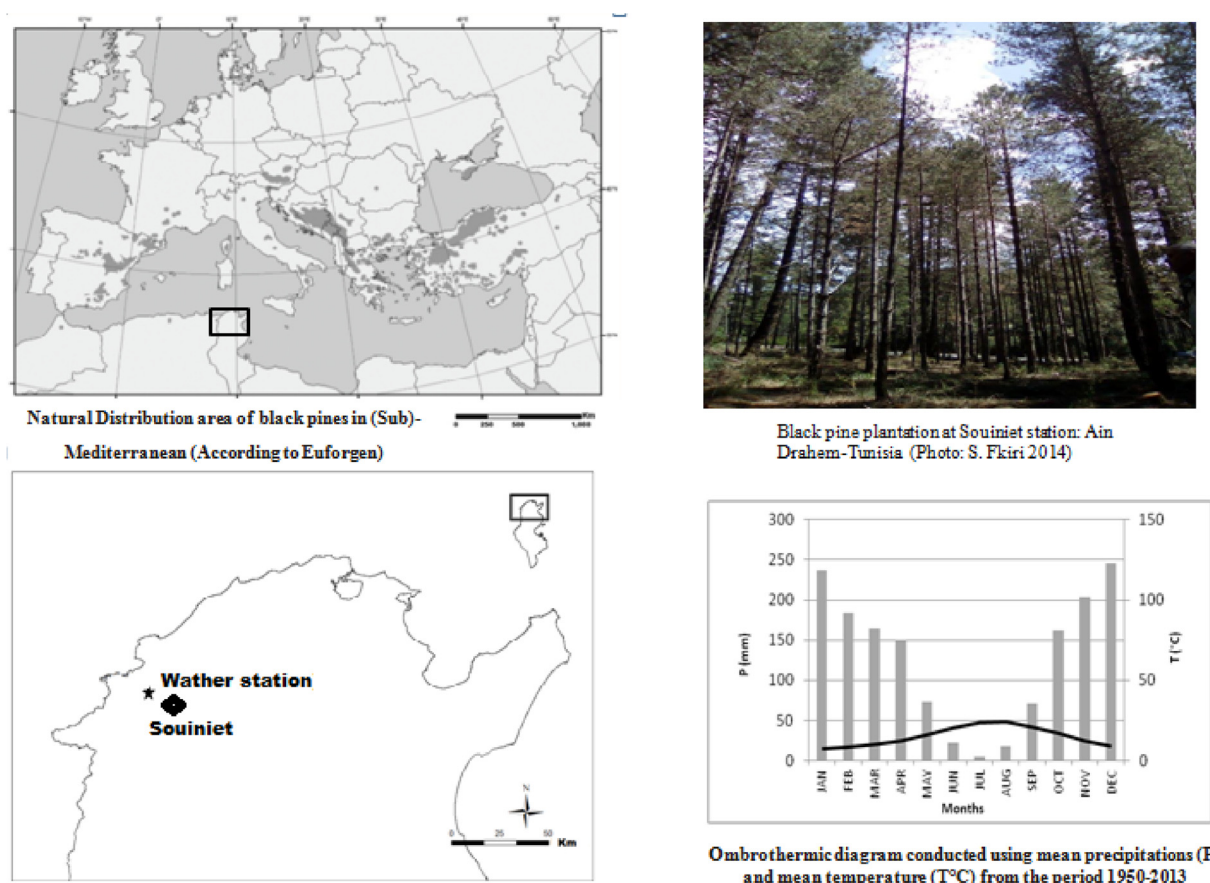 Natural Distribution area of black pines in (Sub)-
0 250 500 1,000 Km
Mediterranean (According to Euforgen)
Black pine plantation at Souiniet station: Ain
Drahem-Tunisia (Photo: S. Fkiri 2014)
Wather station
Souiniet
N
0 25 50
Km
300
250
200
150
100
50
0
P (mm)
150
100
50
0
T (°C)
JAN FEB MAR APR MAY JUN JUL AUG SEP OCT NOV DEC
Months
Ombrothermic diagram conducted using mean precipitations (P
and mean temperature (T°C) from the period 1950-2013